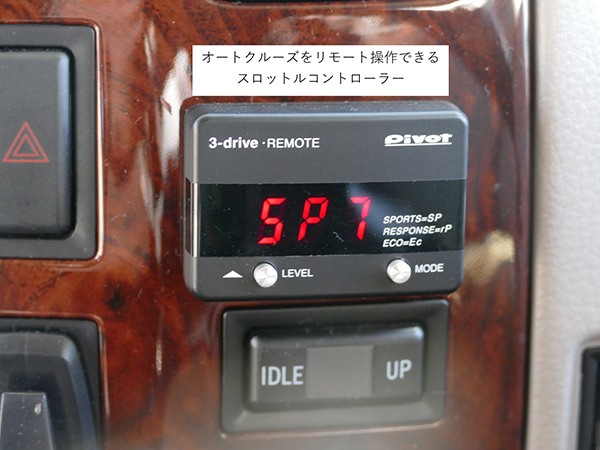 オートクルーズをリモート操作できる
スロットルコントローラー
3-drive・REMOTE
Pivot
SP7
SPORTS=SP
RESPONSE=rP
ECO=Ec
LEVEL
MODE
IDLE UP